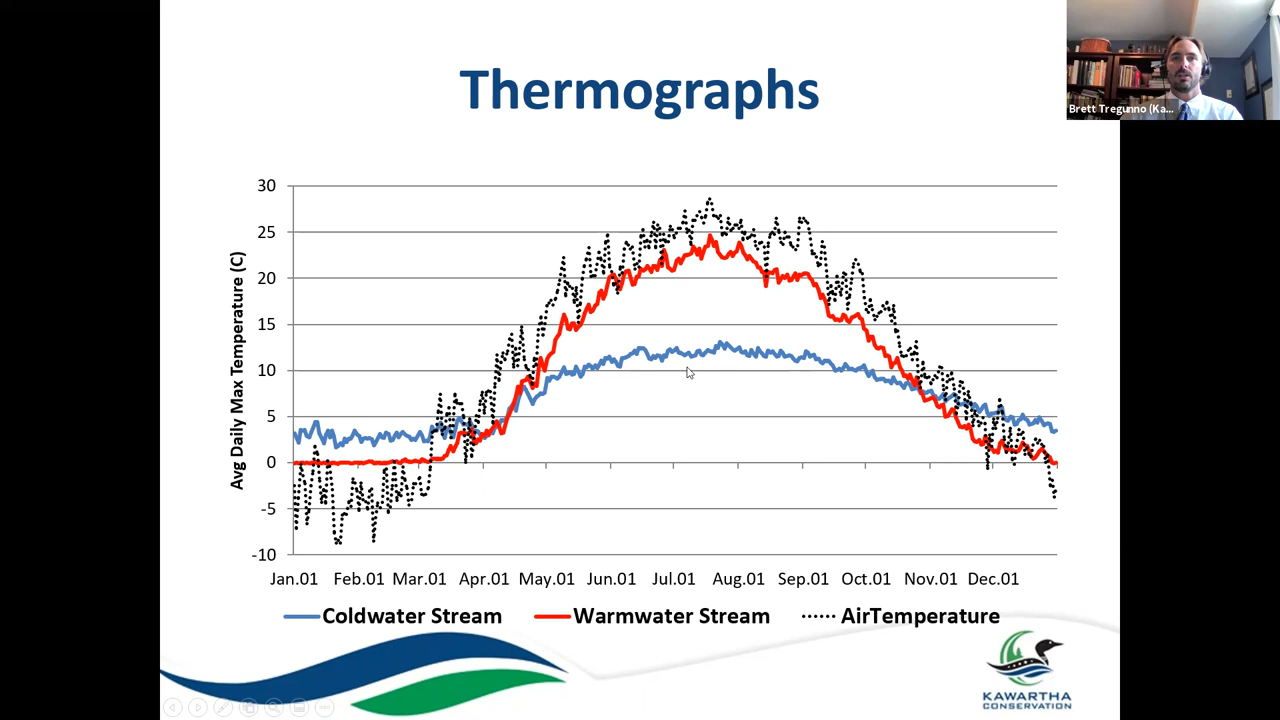 Thermographs
Brett Tregunno (Ka...
30
25
20
15
10
5
0
-5
-10
Avg Daily Max Temperature (C)
Jan.01 Feb.01 Mar.01 Apr.01 May.01 Jun.01 Jul.01 Aug.01 Sep.01 Oct.01 Nov.01 Dec.01
Coldwater Stream Warmwater Stream AirTemperature
KAWARTHA
CONSERVATION